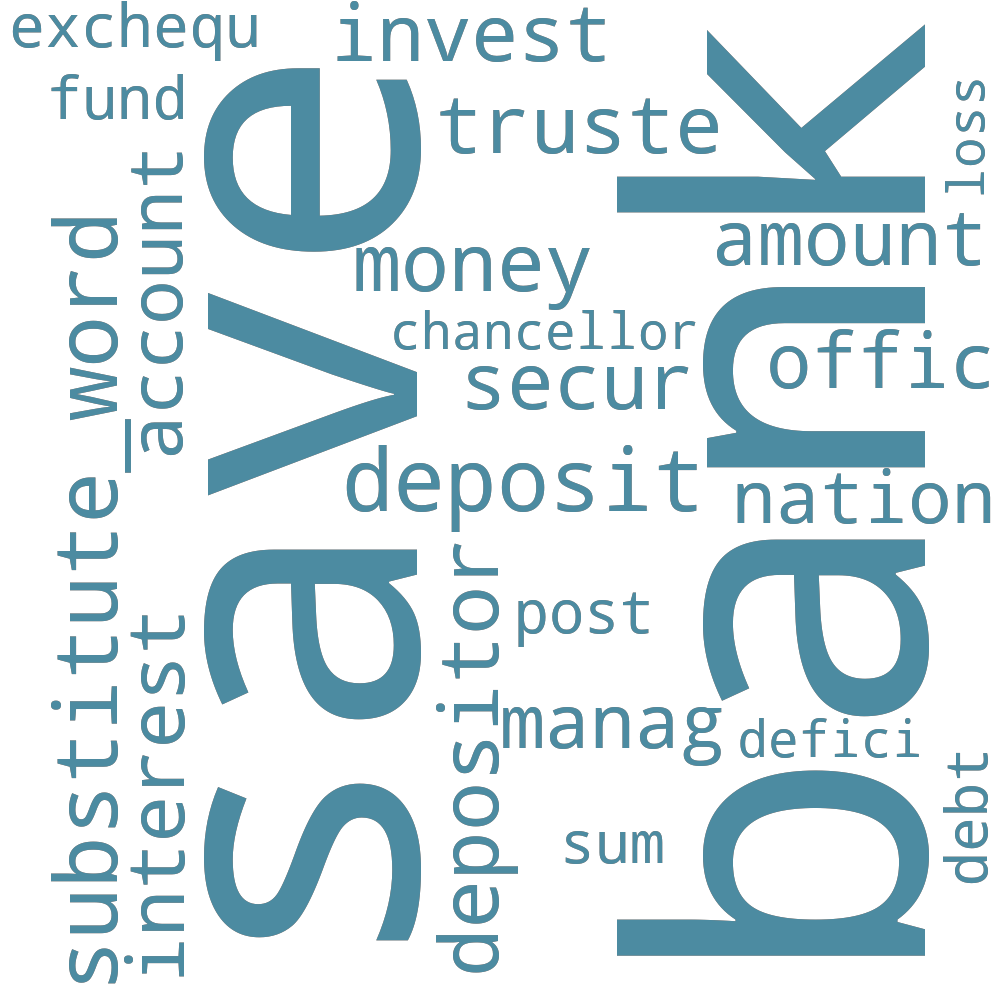 exchequ
invest
fund
truste
loss
save
bank
account
substitute_word
amount
money
chancellor
offic
secur
deposit
nation
depositor
post
interest
manag
defici
debt
sum